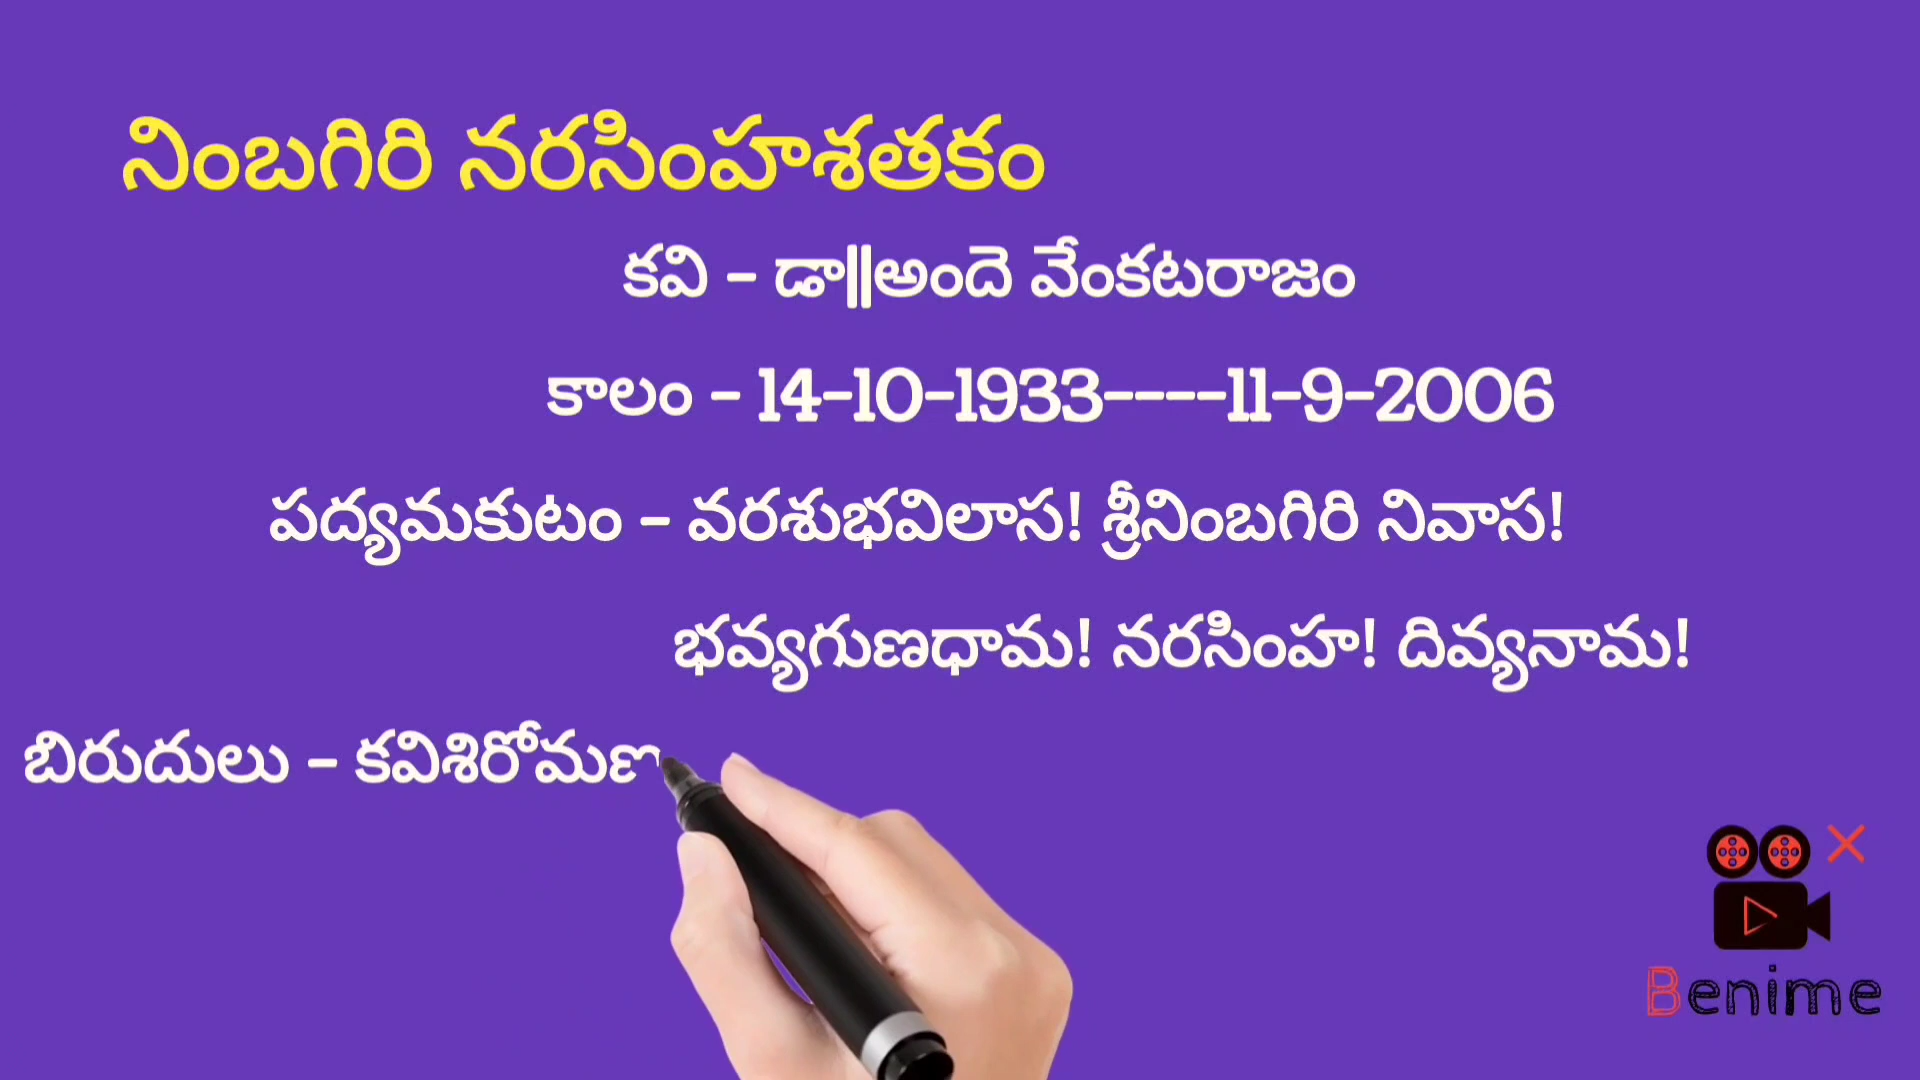 నింబగిరి నరసింహశతకం
కవి - డా||అందె వేంకటరాజం
కాలం - 14-10-1933----11-9-2006
పద్యమకుటం - వరశుభవిలాస! శ్రీనింబగిరి నివాస!
భవ్యగుణధామ! నరసింహ! దివ్యనామ!
బిరుదులు - కవిశిరోమణ
Benime